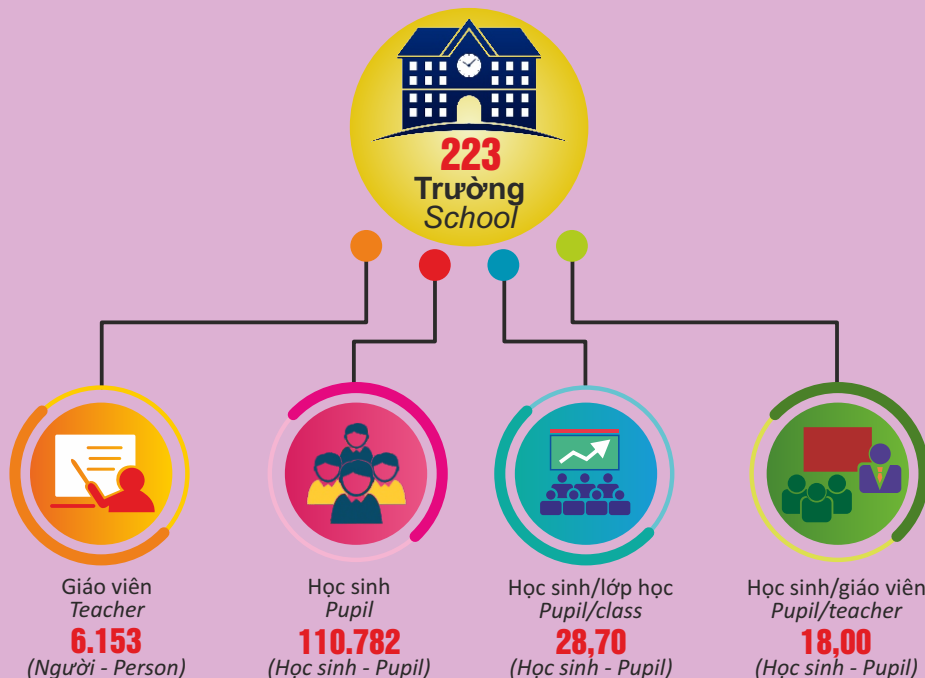 223
Trường
School
Giáo viên
Teacher
6.153
(Người - Person)
Học sinh
Pupil
110.782
(Học sinh - Pupil)
Học sinh/lớp học
Pupil/class
28,70
(Học sinh - Pupil)
Học sinh/giáo viên
Pupil/teacher
18,00
(Học sinh - Pupil)